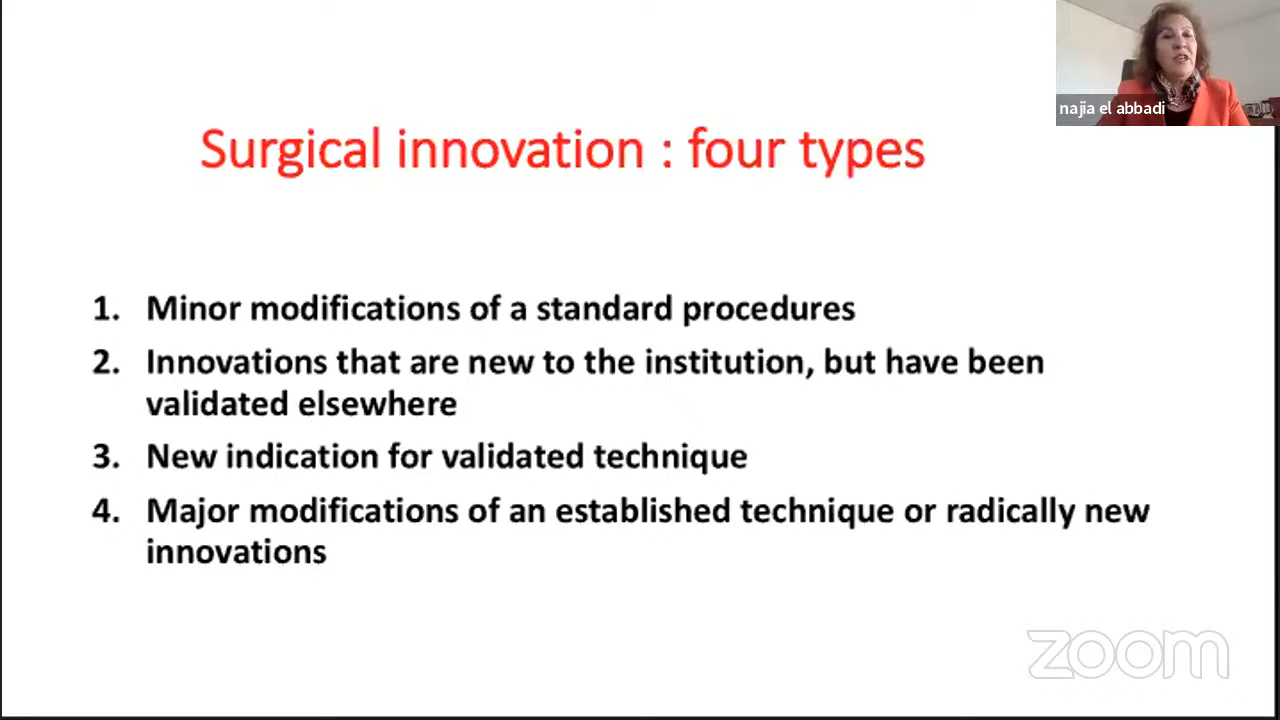 najia el abbadi
Surgical innovation : four types
1. Minor modifications of a standard procedures
2. Innovations that are new to the institution, but have been
validated elsewhere
3. New indication for validated technique
4. Major modifications of an established technique or radically new
innovations
zoom